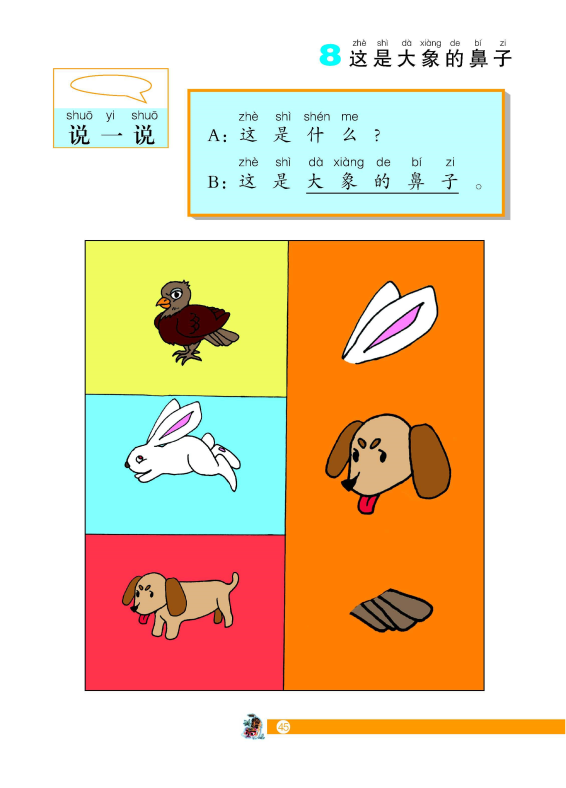 zhè shì dà xiàng de bí zi
8 这是大象的鼻子
shuō yi shuō
说一说
zhè shì shén me
A：这 是 什 么 ？
zhè shì dà xiàng de bí zi
B：这 是 大 象 的 鼻 子 。
45